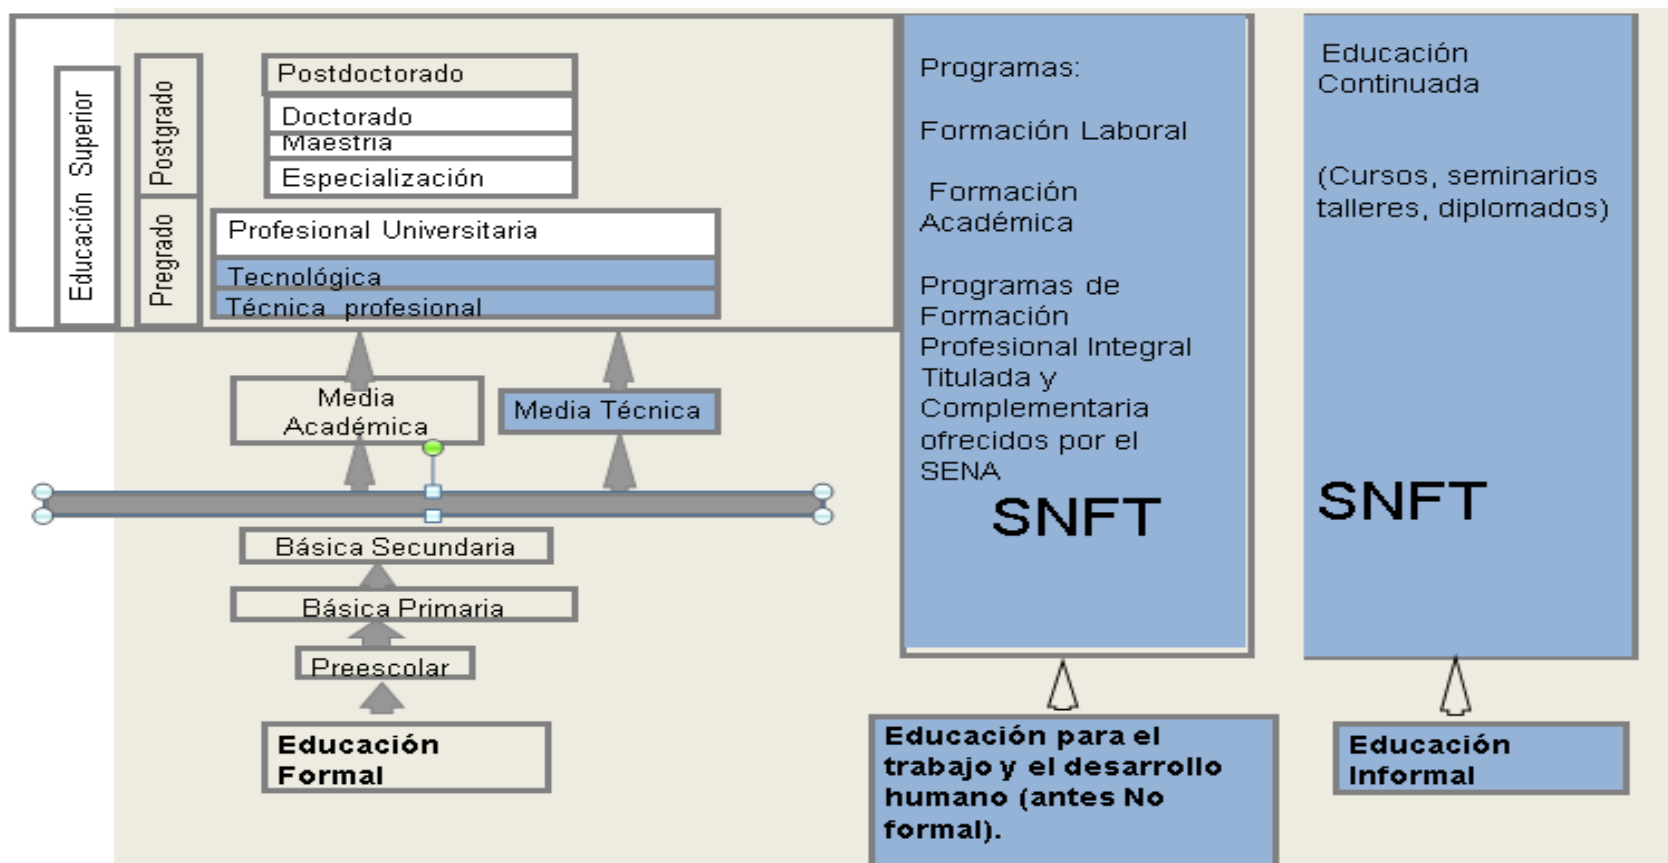 Educación Superior
Postgrado
Pregrado
Postdoctorado
Doctorado
Maestría
Especialización
Profesional Universitaria
Tecnológica
Técnica profesional
Media
Académica
Media Técnica
Básica Secundaria
Básica Primaria
Preescolar
Educación
Formal
Programas:
Formación Laboral
Formación
Académica
Programas de
Formación
Profesional Integral
Titulada y
Complementaria
ofrecidos por el
SENA
SNFT
Educación para el
trabajo y el desarrollo
humano (antes No
formal).
Educación
Continuada
(Cursos, seminarios
talleres, diplomados)
SNFT
Educación
Informal